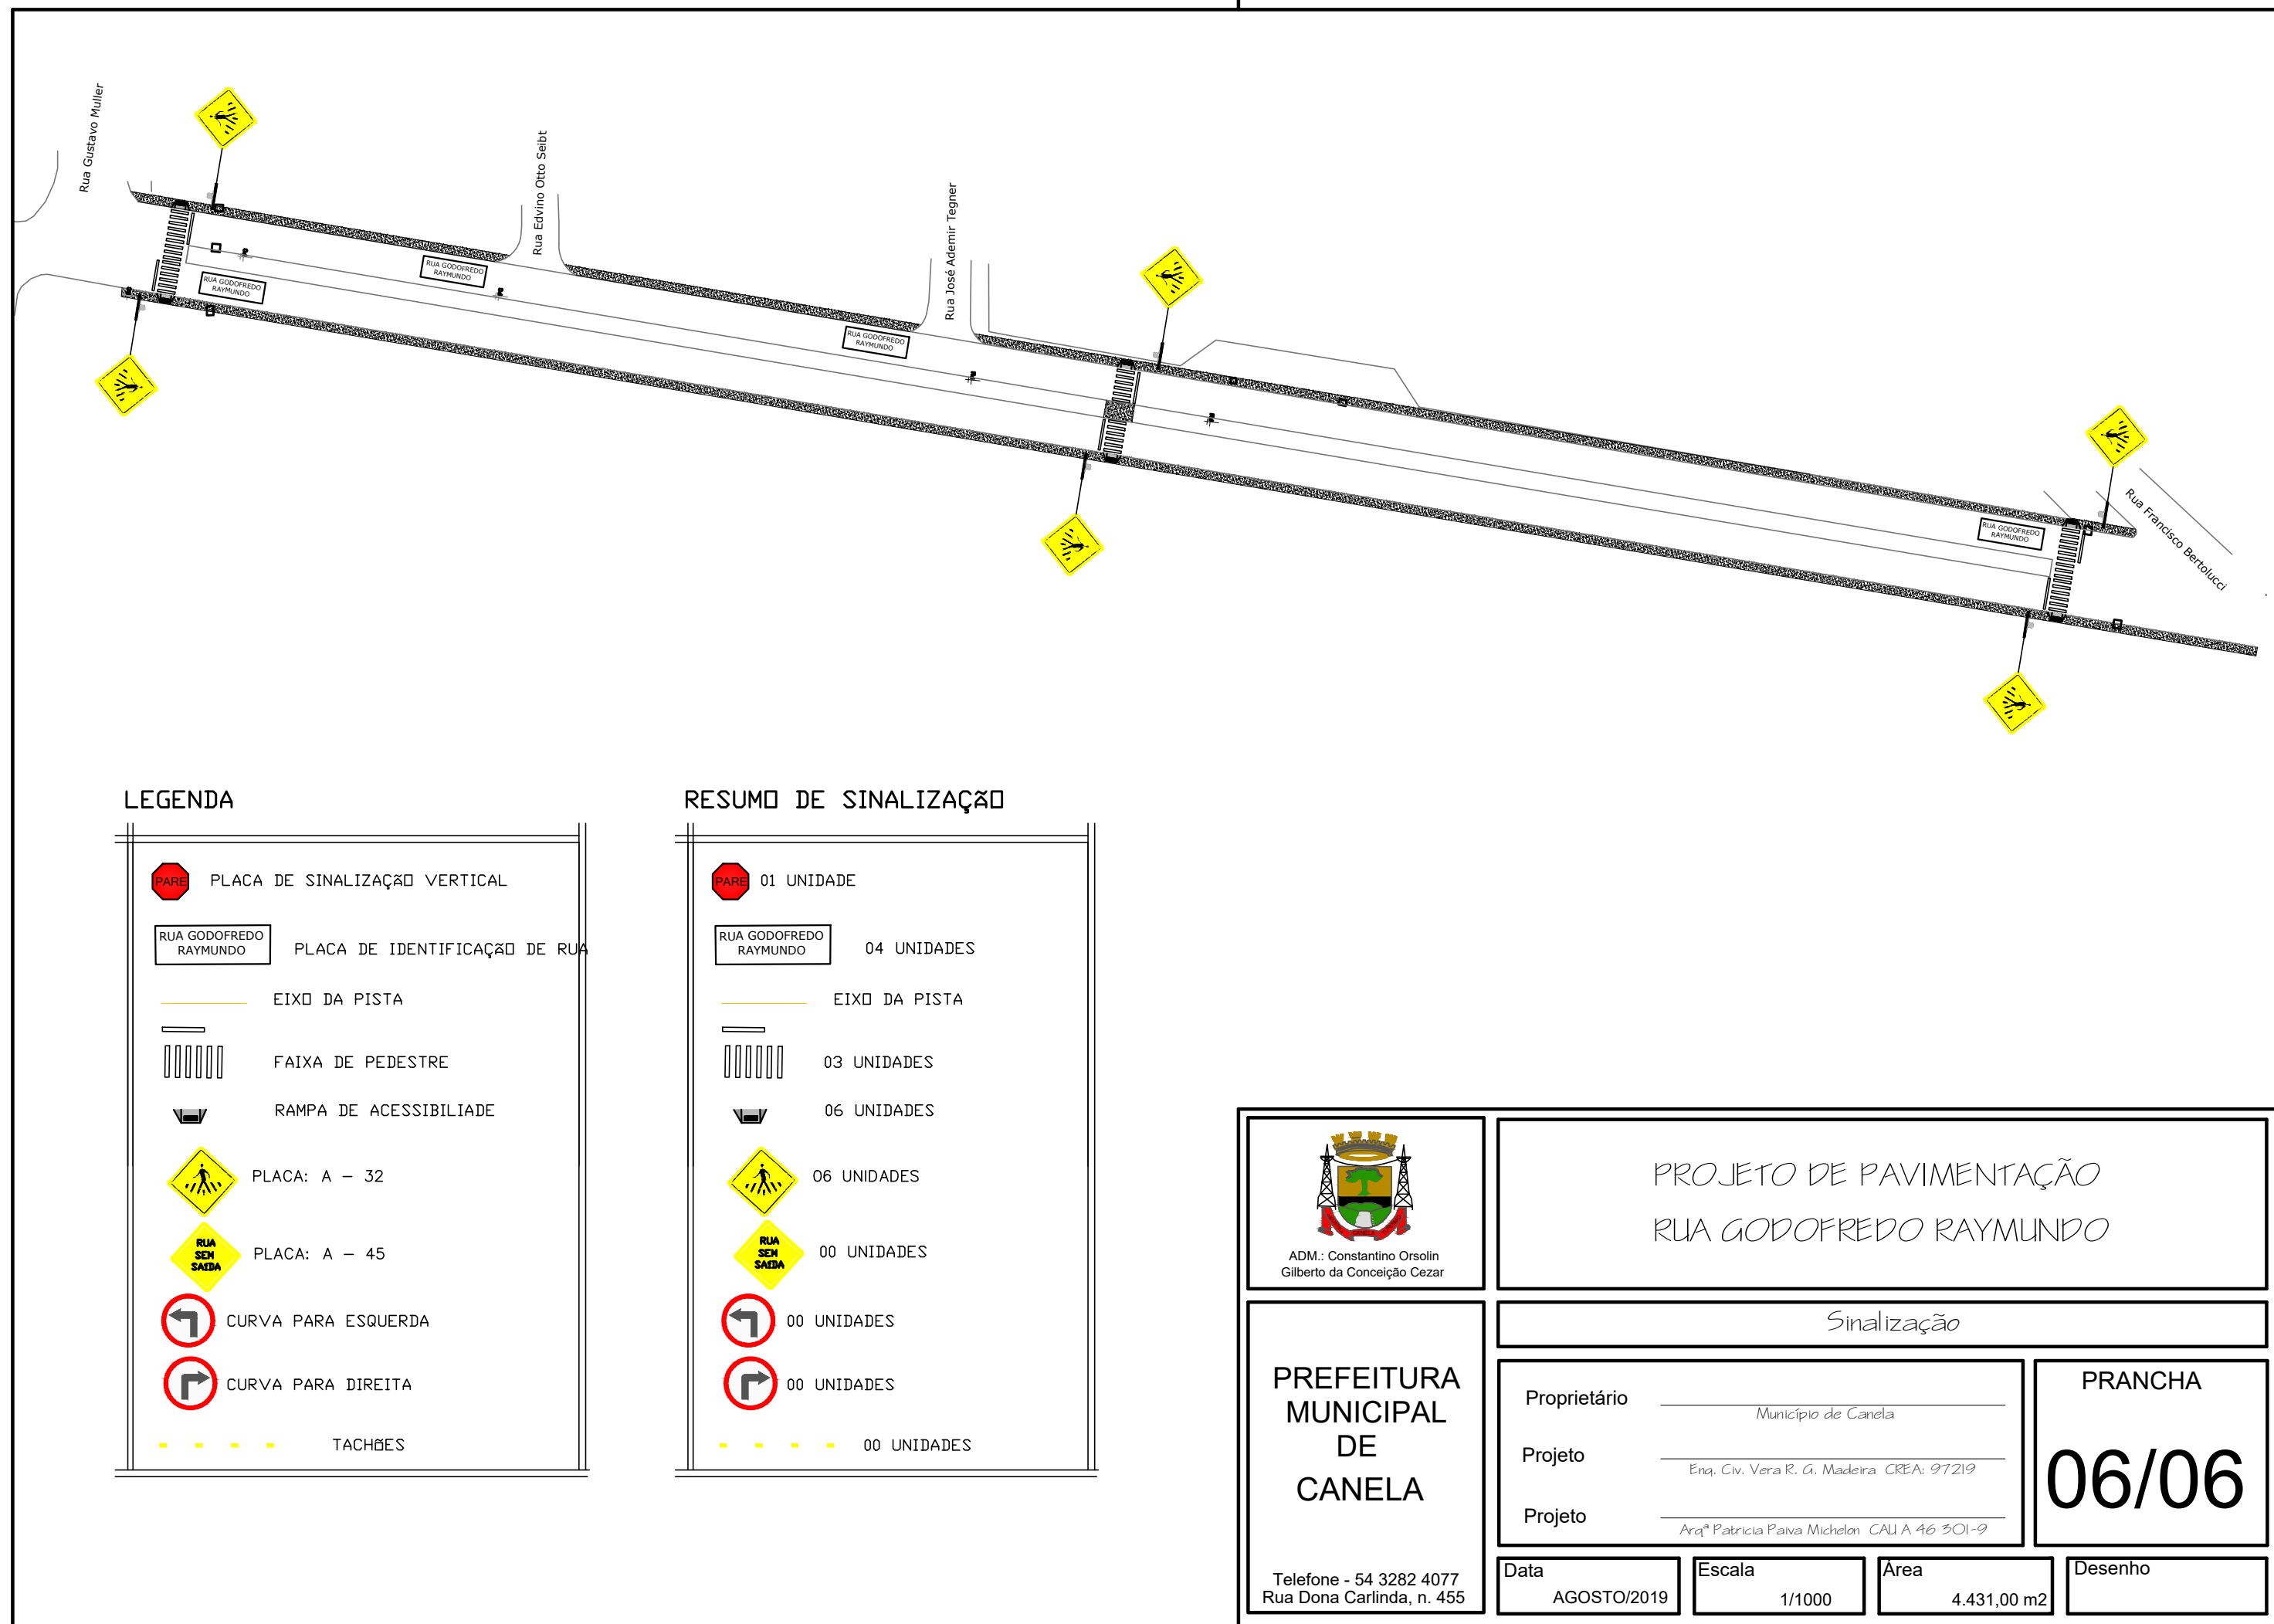 Rua Gustavo Muller
Rua Edvino Otto Seibt
Rua José Ademir Tegner
RUA GODOFREDO
RAYMUNDO
RUA GODOFREDO
RAYMUNDO
RUA GODOFREDO
RAYMUNDO
RUA GODOFREDO
RAYMUNDO
Rua Francisco Bertolucci
LEGENDA
PARE
PLACA DE SINALIZAÇÃO VERTICAL
RUA GODOFREDO
RAYMUNDO
PLACA DE IDENTIFICAÇÃO DE RUA
EIXO DA PISTA
FAIXA DE PEDESTRE
RAMPA DE ACESSIBILIADE
PLACA: A - 32
RUA
SEM
SAÍDA
PLACA: A - 45
CURVA PARA ESQUERDA
CURVA PARA DIREITA
TACHÕES
RESUMO DE SINALIZAÇÃO
PARE
01 UNIDADE
RUA GODOFREDO
RAYMUNDO
04 UNIDADES
EIXO DA PISTA
03 UNIDADES
06 UNIDADES
06 UNIDADES
RUA
SEM
SAÍDA
00 UNIDADES
00 UNIDADES
00 UNIDADES
00 UNIDADES
ADM.: Constantino Orsolin
Gilberto da Conceição Cezar
PROJETO DE PAVIMENTAÇÃO
RUA GODOFREDO RAYMUNDO
Sinalização
PREFEITURA
MUNICIPAL
DE
CANELA
Telefone - 54 3282 4077
Rua Dona Carlinda, n. 455
Proprietário
Município de Canela
Projeto
Eng. Civ. Vera R. G. Madeira CREA: 97219
Projeto
Arqª Patricia Paiva Michelon CAU A 46 301-9
PRANCHA
06/06
Data
AGOSTO/2019
Escala
1/1000
Área
4.431,00 m2
Desenho